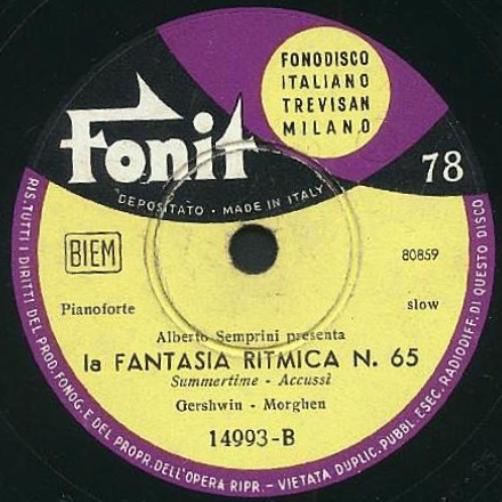 FONODISCO
ITALIANO
TREVISAN
MILANO
Fonit
78
DEPOSITATO · MADE IN ITALY
BIEM
80859
Pianoforte
slow
Alberto Semprini presenta
la FANTASIA RITMICA N. 65
Summertime - Accussì
Gershwin - Morghen
14993-B
RIS. TUTTI I DIRITTI DEL PROD. FONOG. E DEL PROPR. DELL'OPERA RIPR. - VIETATA DUPLIC. PUBBL. ESEC. RADIODIFF. DI QUESTO DISCO